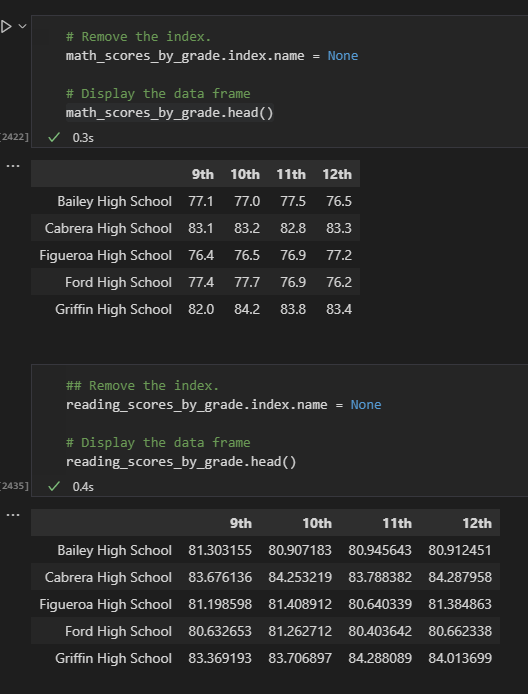 # Remove the index.
math_scores_by_grade.index.name = None
# Display the data frame
math_scores_by_grade.head()
[2422]
0.3s
9th 10th 11th 12th
Bailey High School 77.1 77.0 77.5 76.5
Cabrera High School 83.1 83.2 82.8 83.3
Figueroa High School 76.4 76.5 76.9 77.2
Ford High School 77.4 77.7 76.9 76.2
Griffin High School 82.0 84.2 83.8 83.4
## Remove the index.
reading_scores_by_grade.index.name = None
# Display the data frame
reading_scores_by_grade.head()
[2435]
0.4s
9th 10th 11th 12th
Bailey High School 81.303155 80.907183 80.945643 80.912451
Cabrera High School 83.676136 84.253219 83.788382 84.287958
Figueroa High School 81.198598 81.408912 80.640339 81.384863
Ford High School 80.632653 81.262712 80.403642 80.662338
Griffin High School 83.369193 83.706897 84.288089 84.013699